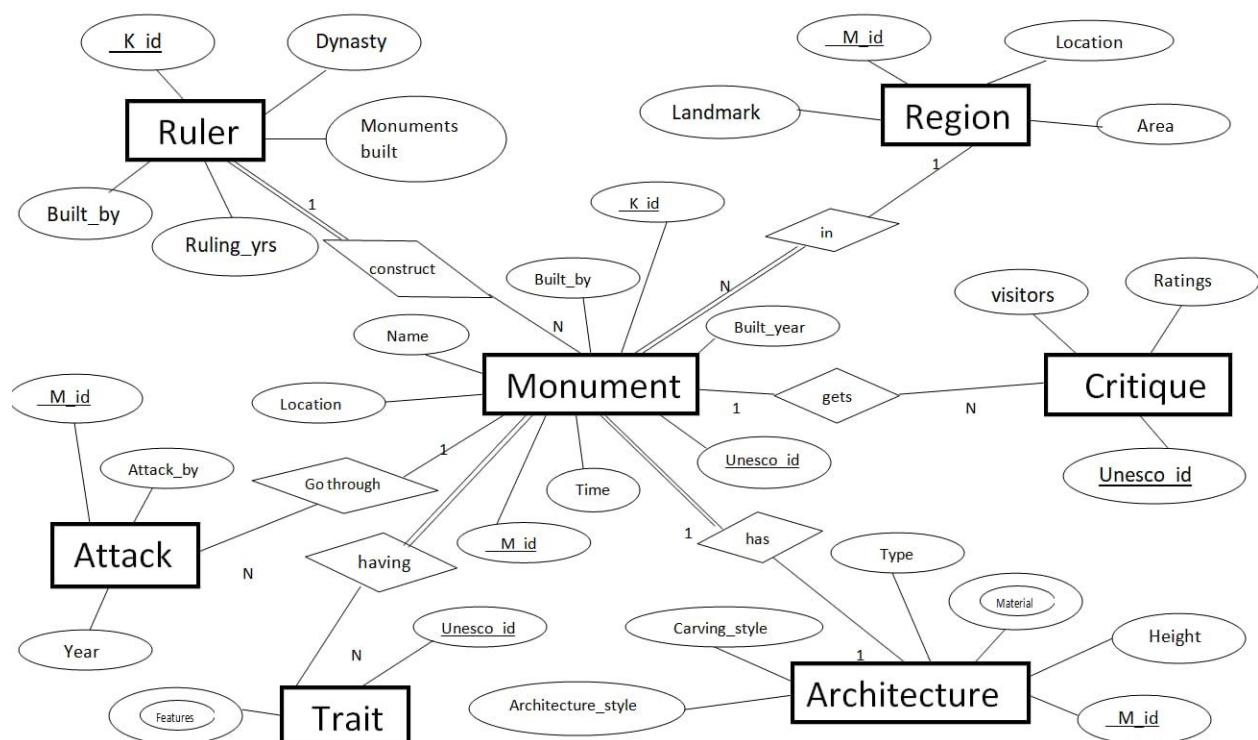 K_id
Dynasty
Ruler
Monuments
built
Built_by
Ruling_yrs
M_id
Location
Landmark
Region
Area
1
1
K_id
in
construct
Built_by
N
N
Name
Built_year
visitors
Ratings
Monument
Critique
Location
1
gets
N
M_id
1
Unesco_id
Unesco_id
Attack_by
Go through
Time
Attack
M_id
1
has
having
N
Type
Material
Year
Unesco_id
Carving_style
Height
N
1
Features
Trait
Architecture_style
Architecture
M_id